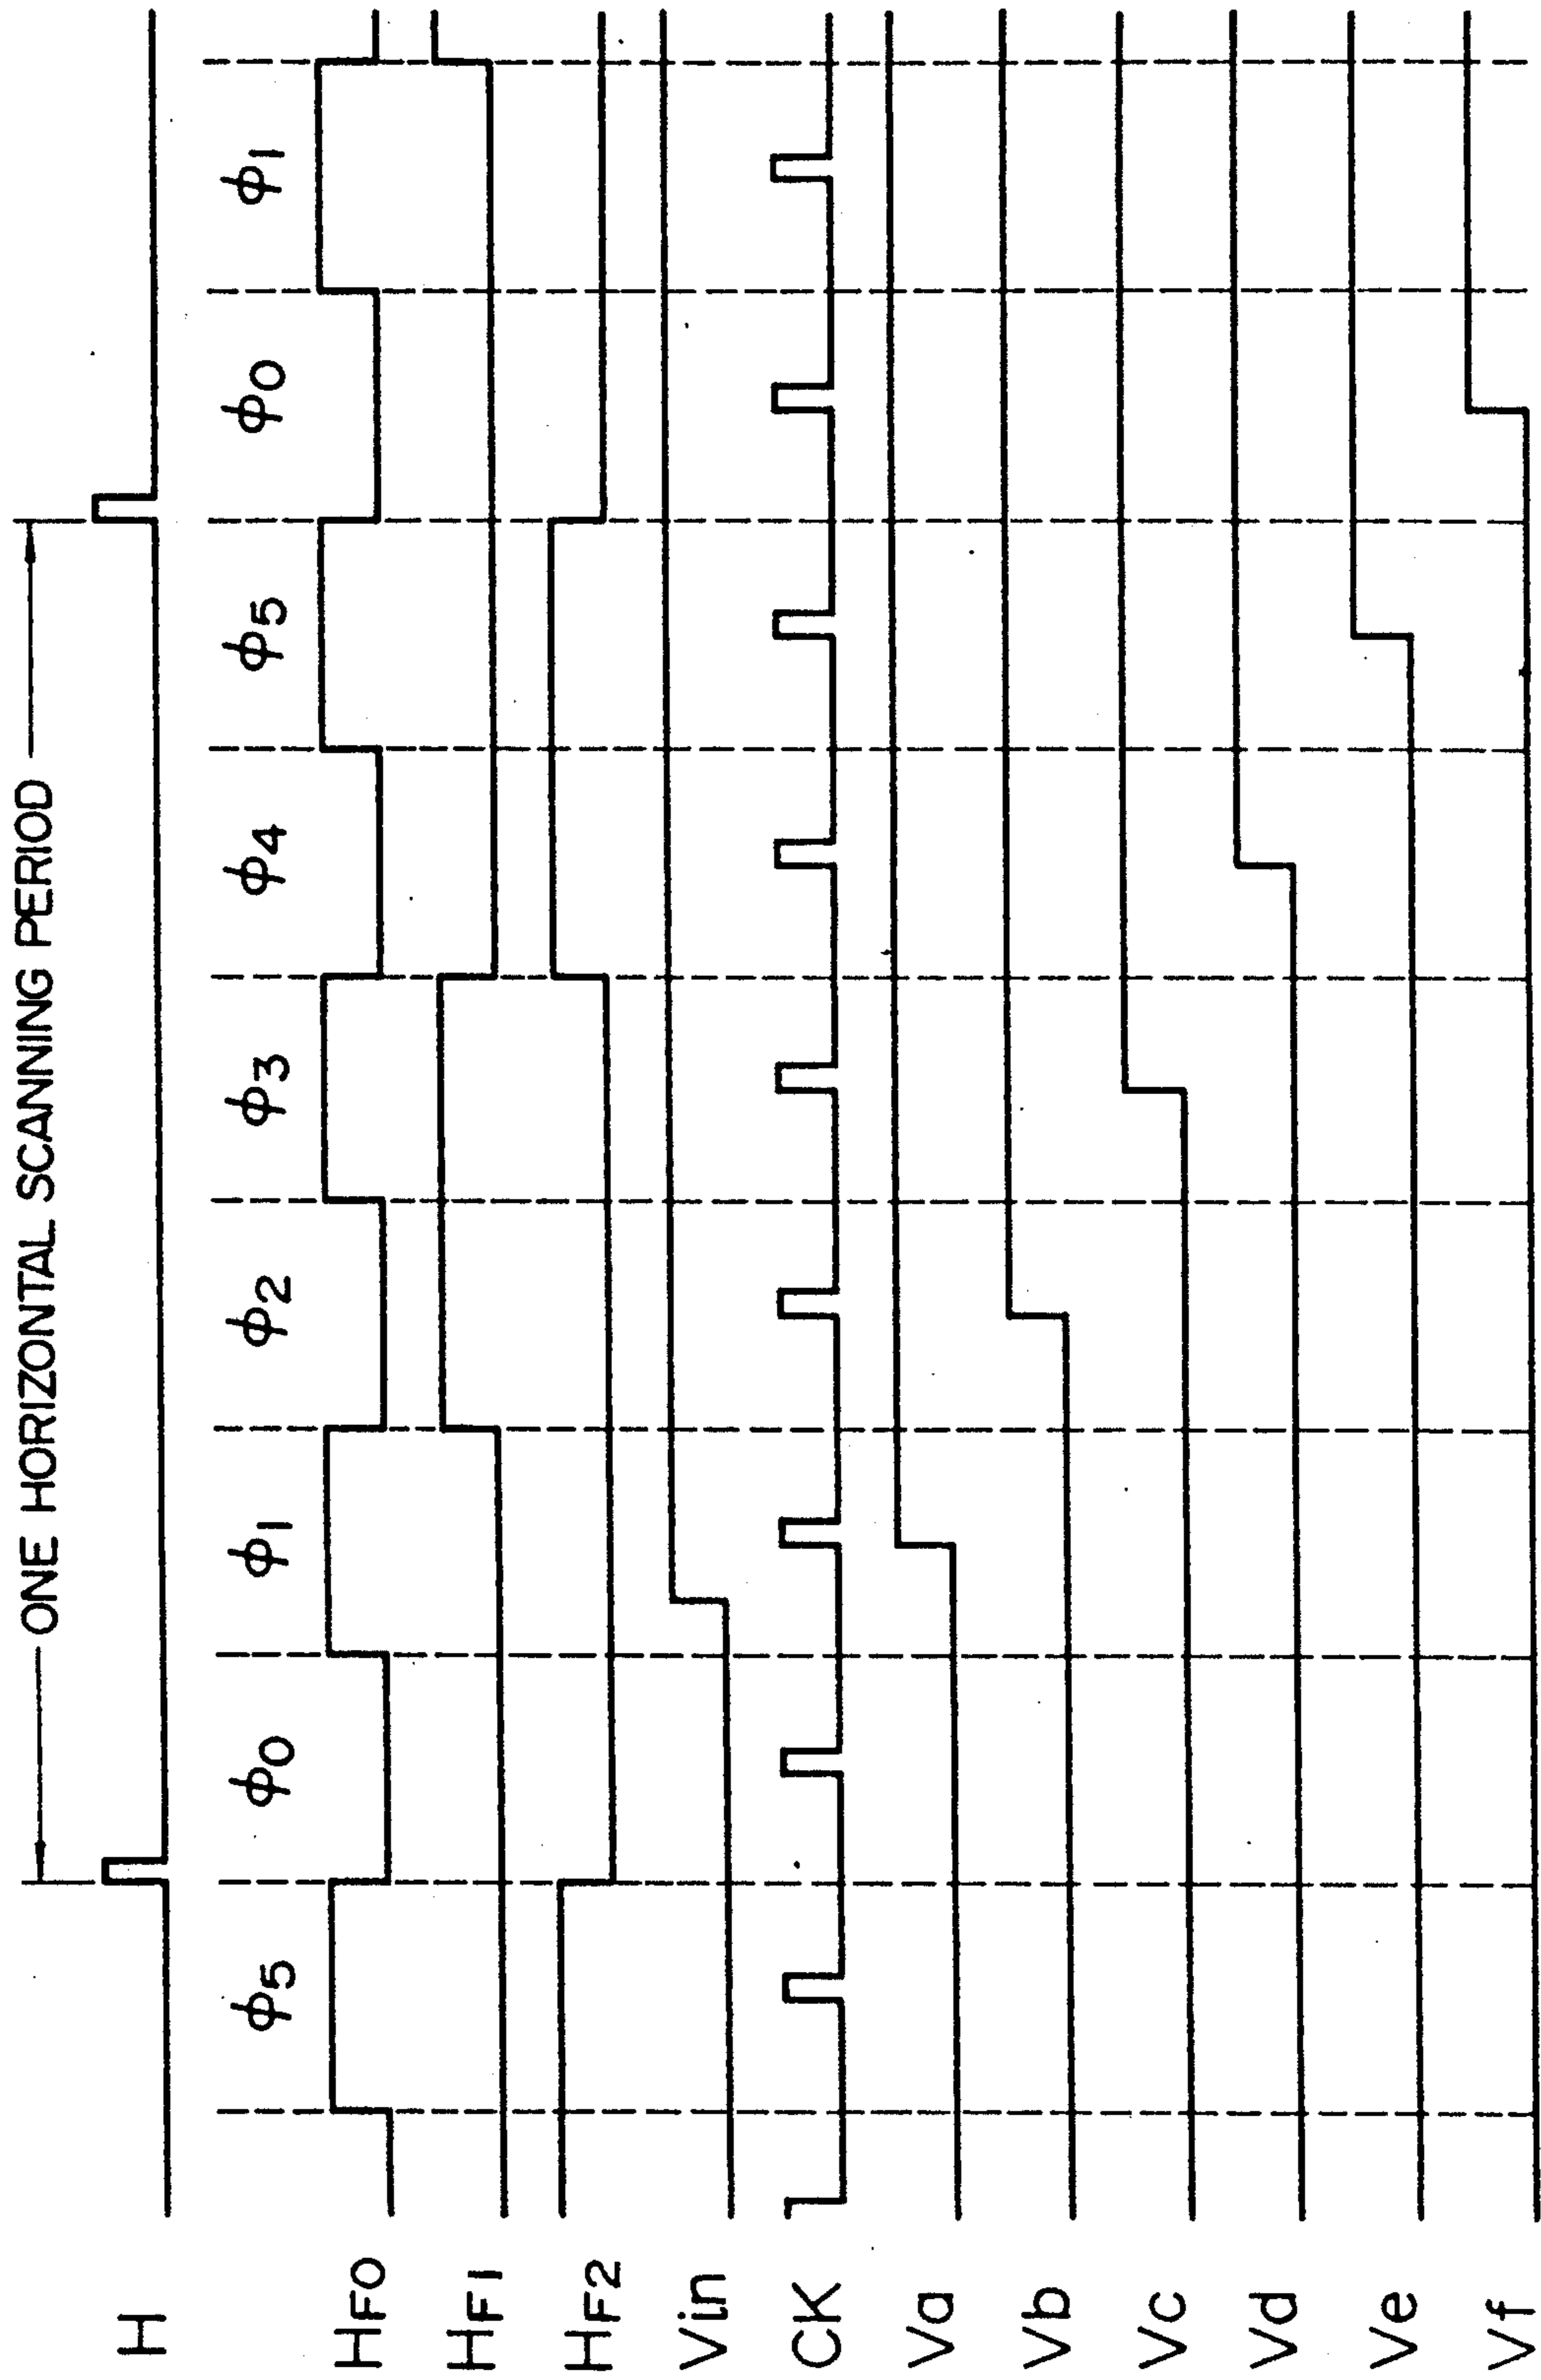 ONE HORIZONTAL SCANNING PERIOD
H
ϕ5 ϕ0 ϕ1 ϕ2 ϕ3 ϕ4 ϕ5 ϕ0 ϕ1
HF0
HF1
HF2
Vin
CK
Va
Vb
Vc
Vd
Ve
Vf